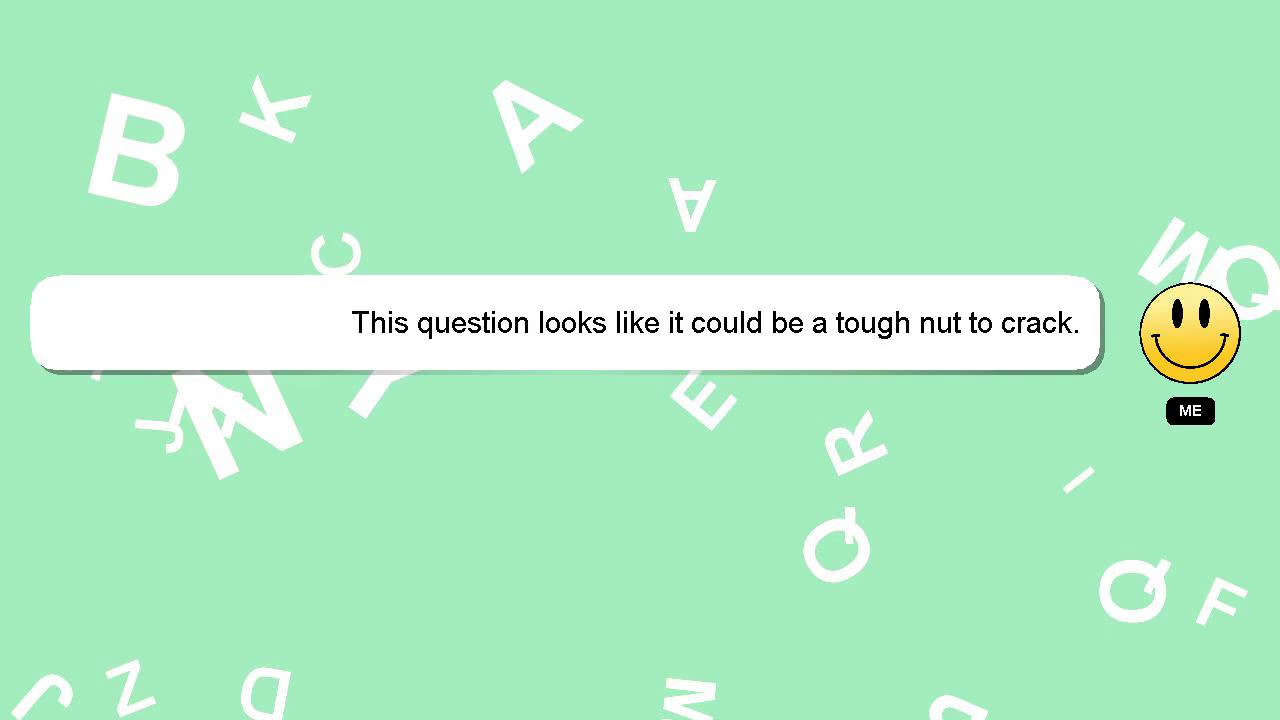 B
K
A
A
C
W
Q
This question looks like it could be a tough nut to crack.
ME
J
A
N
Y
E
R
I
Q
Q
F
J
Z
D
M